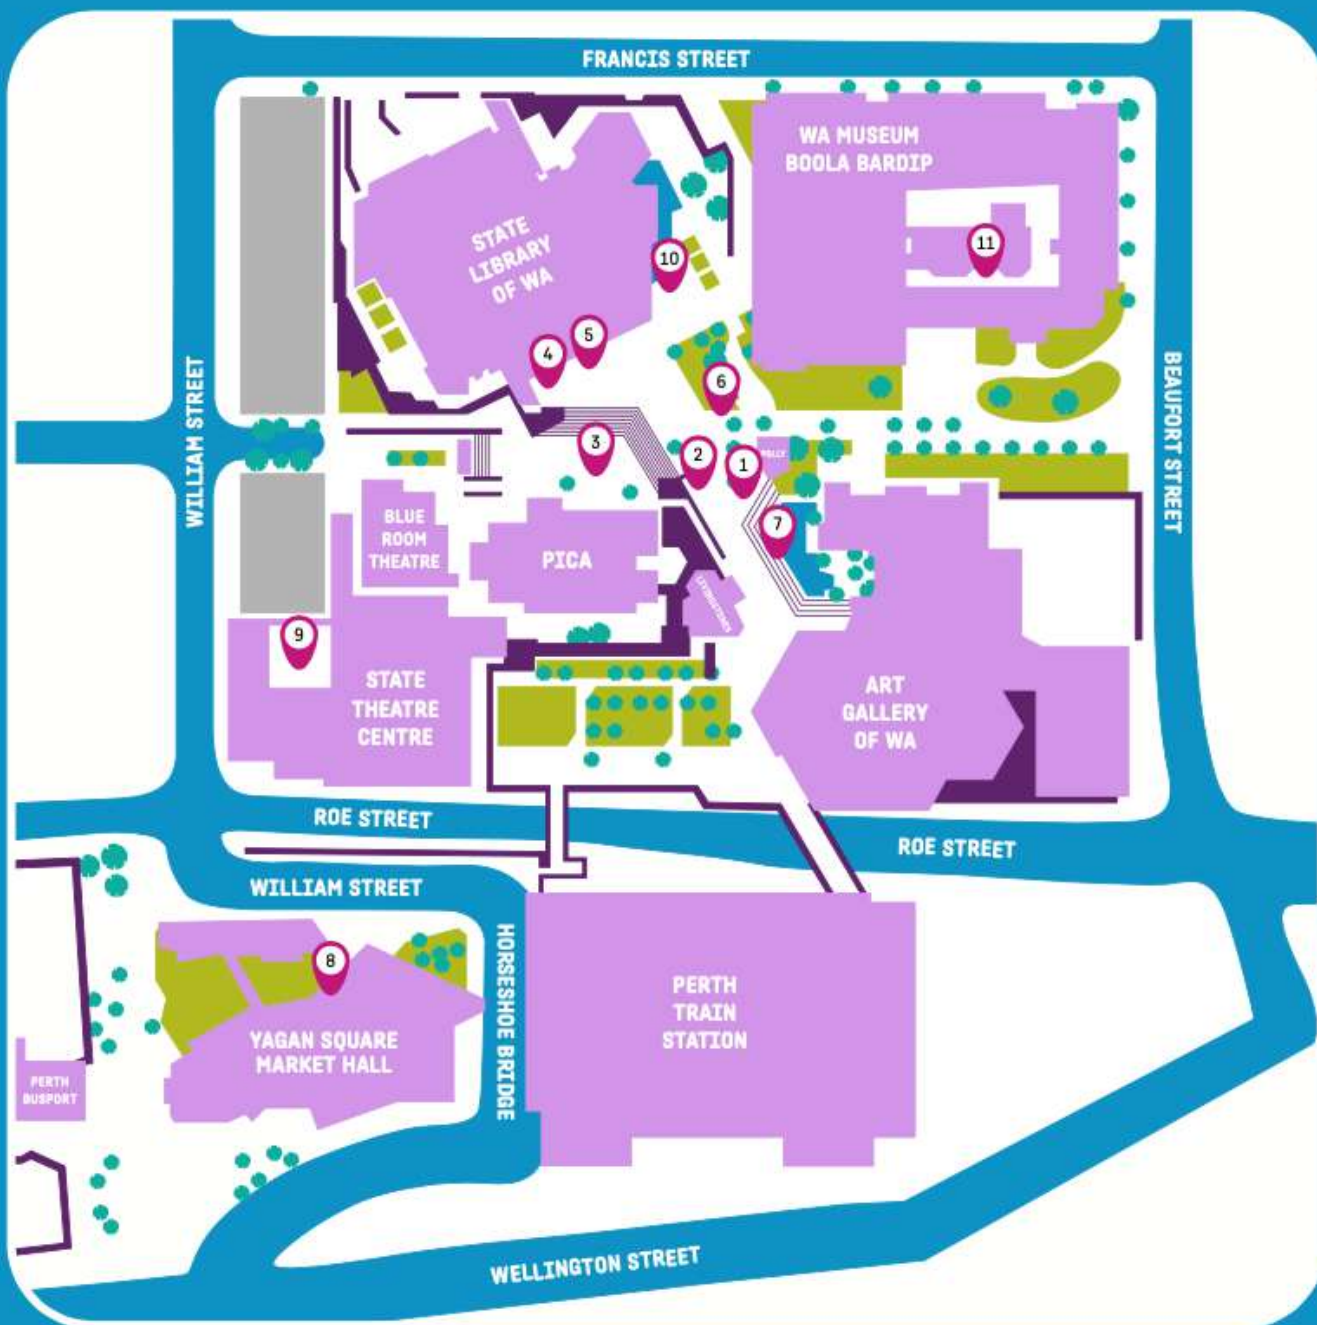 FRANCIS STREET
WA MUSEUM
BOOLA BARDIP
STATE
LIBRARY
OF WA
11
10
5
4
6
WILLIAM STREET
BEAUFORT STREET
3
2
1
7
BLUE
ROOM
THEATRE
PICA
9
STATE
THEATRE
CENTRE
ART
GALLERY
OF WA
ROE STREET
ROE STREET
WILLIAM STREET
HORSESHOE BRIDGE
8
YAGAN SQUARE
MARKET HALL
PERTH
TRAIN
STATION
PERTH
BUSPORT
WELLINGTON STREET